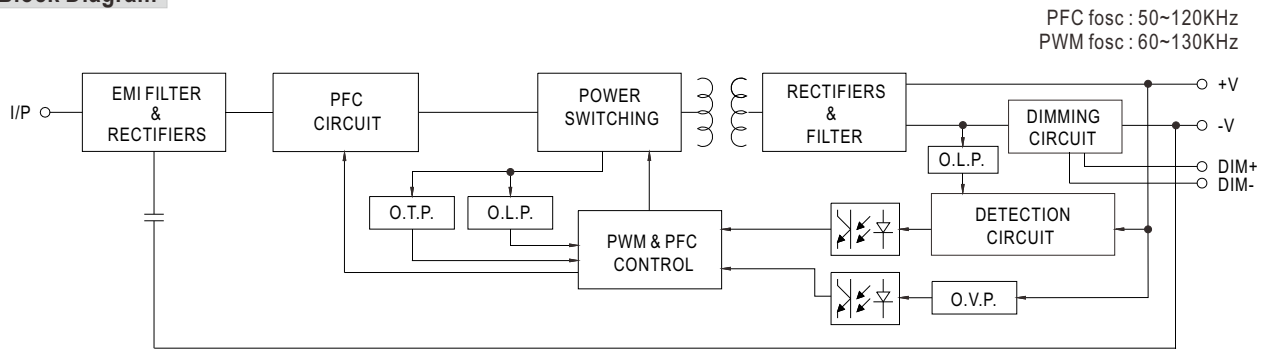 Block Diagram
PFC fosc : 50~120KHz
PWM fosc : 60~130KHz
I/P
EMI FILTER
&
RECTIFIERS
PFC
CIRCUIT
POWER
SWITCHING
RECTIFIERS
&
FILTER
DIMMING
CIRCUIT
+V
-V
DIM+
DIM-
O.L.P.
O.T.P.
O.L.P.
PWM & PFC
CONTROL
DETECTION
CIRCUIT
O.V.P.